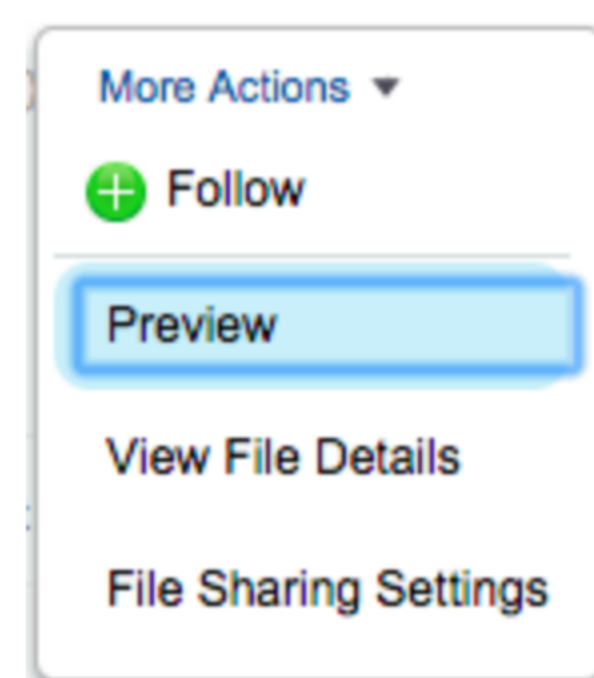 More Actions
Follow
Preview
View File Details
File Sharing Settings